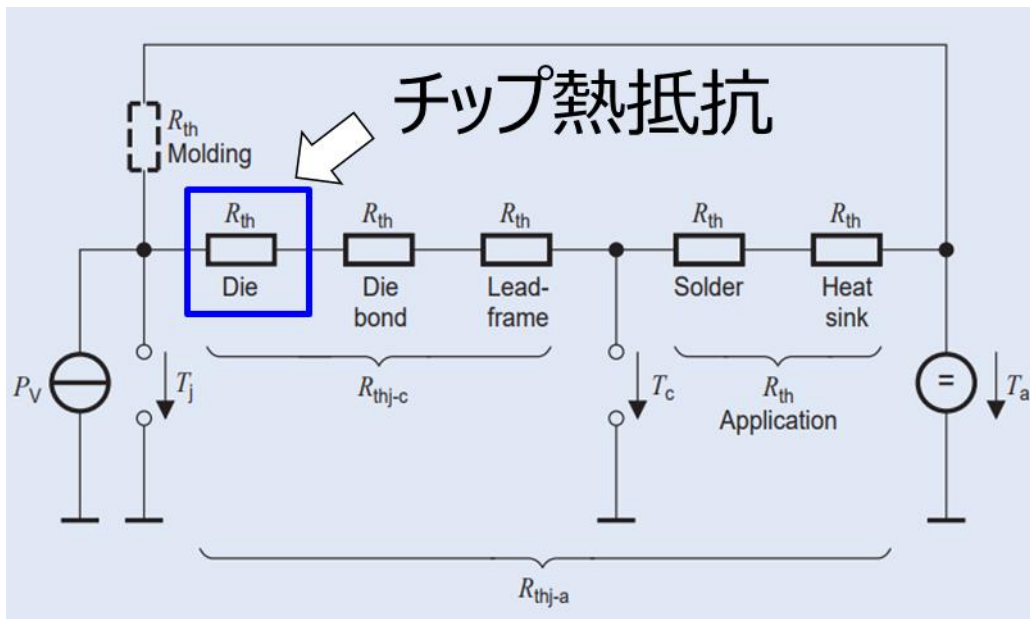 チップ熱抵抗
Rth
Molding
Rth
Rth
Rth
Rth
Rth
Die
Die
bond
Lead-
frame
Solder
Heat
sink
PV
Tj
Rthj-c
Tc
Rth
Application
=
Ta
Rthj-a